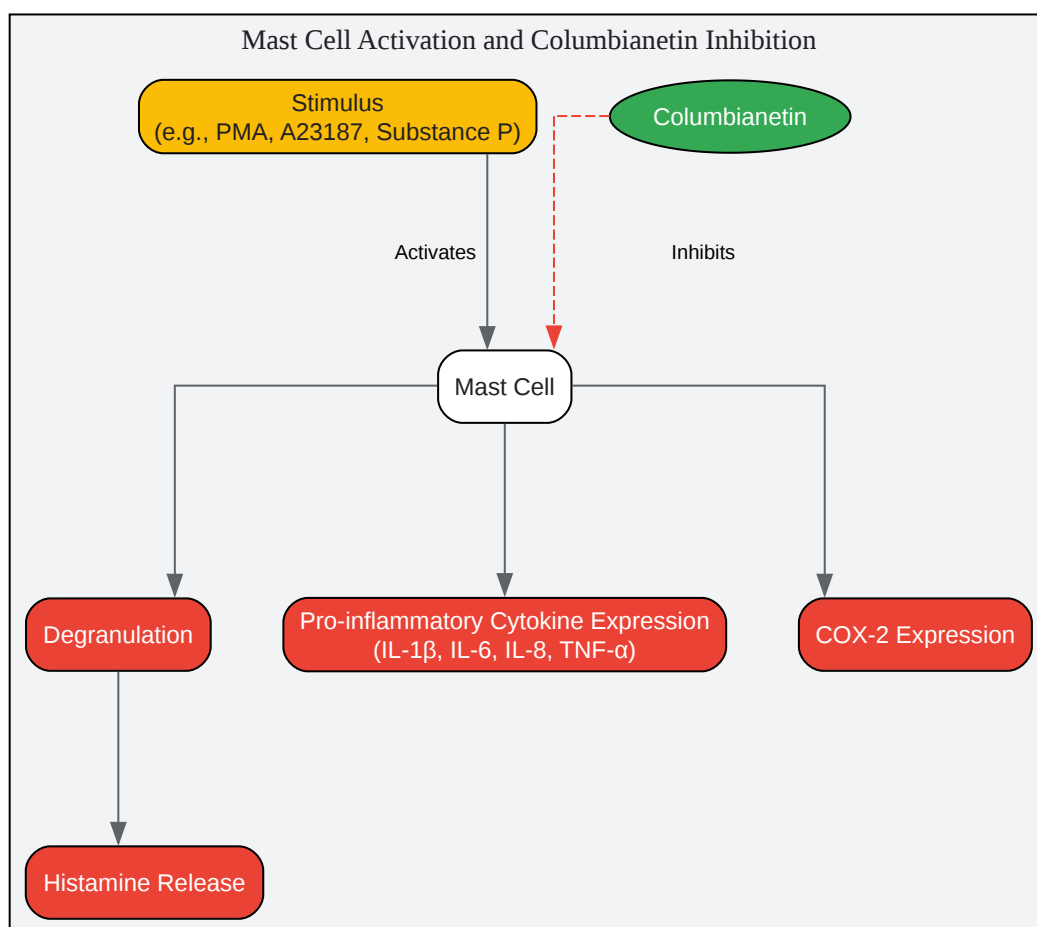 Mast Cell Activation and Columbianetin Inhibition
Stimulus
(e.g., PMA, A23187, Substance P)
Columbianetin
Activates
Inhibits
Mast Cell
Degranulation
Pro-inflammatory Cytokine Expression
(IL-1β, IL-6, IL-8, TNF-α)
COX-2 Expression
Histamine Release